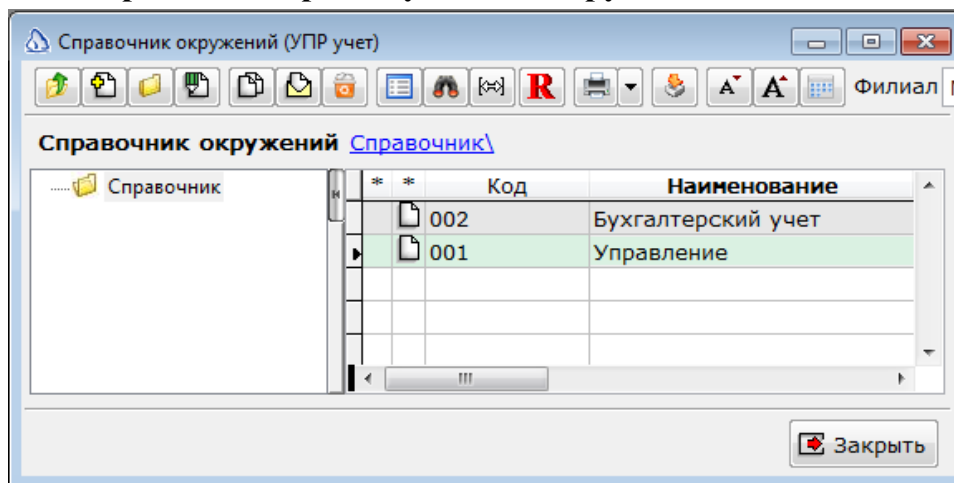 Справочник окружений (УПР учет)
R A A Филиал
Справочник окружений Справочник\
Справочник
* * Код Наименование
002 Бухгалтерский учет
001 Управление
Закрыть